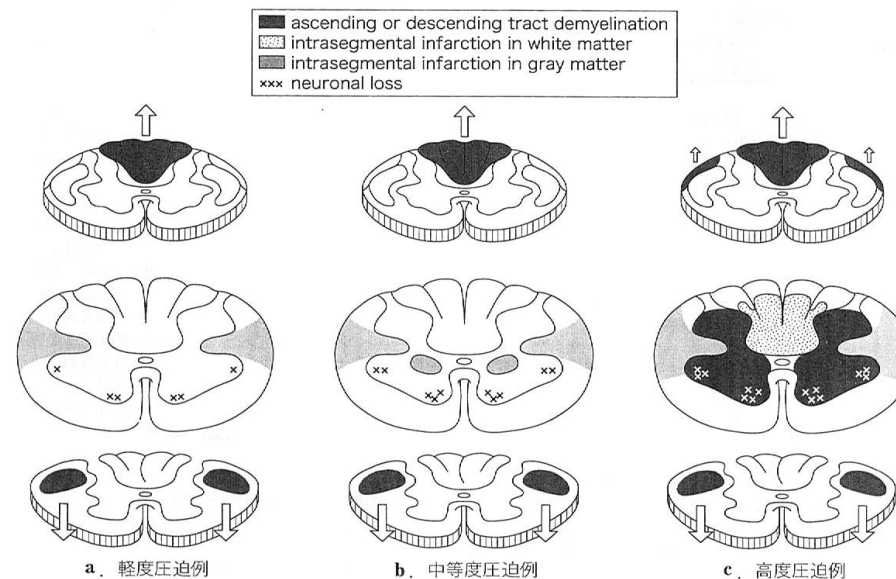 ascending or descending tract demyelination
intrasegmental infarction in white matter
intrasegmental infarction in gray matter
××× neuronal loss
a．軽度圧迫例
b．中等度圧迫例
c．高度圧迫例